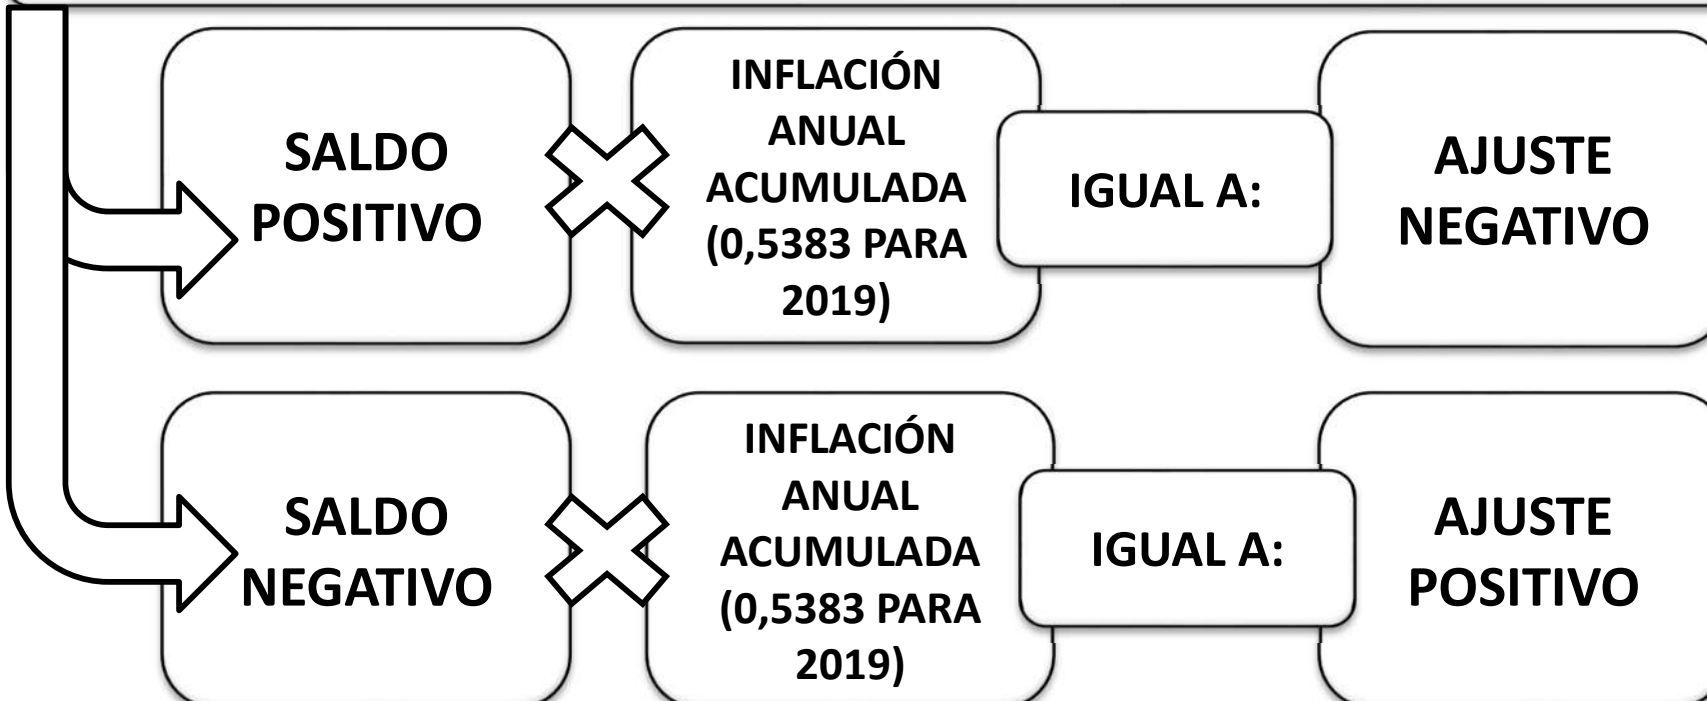 SALDO
POSITIVO
INFLACIÓN
ANUAL
ACUMULADA
(0,5383 PARA
2019)
IGUAL A:
AJUSTE
NEGATIVO
SALDO
NEGATIVO
INFLACIÓN
ANUAL
ACUMULADA
(0,5383 PARA
2019)
IGUAL A:
AJUSTE
POSITIVO